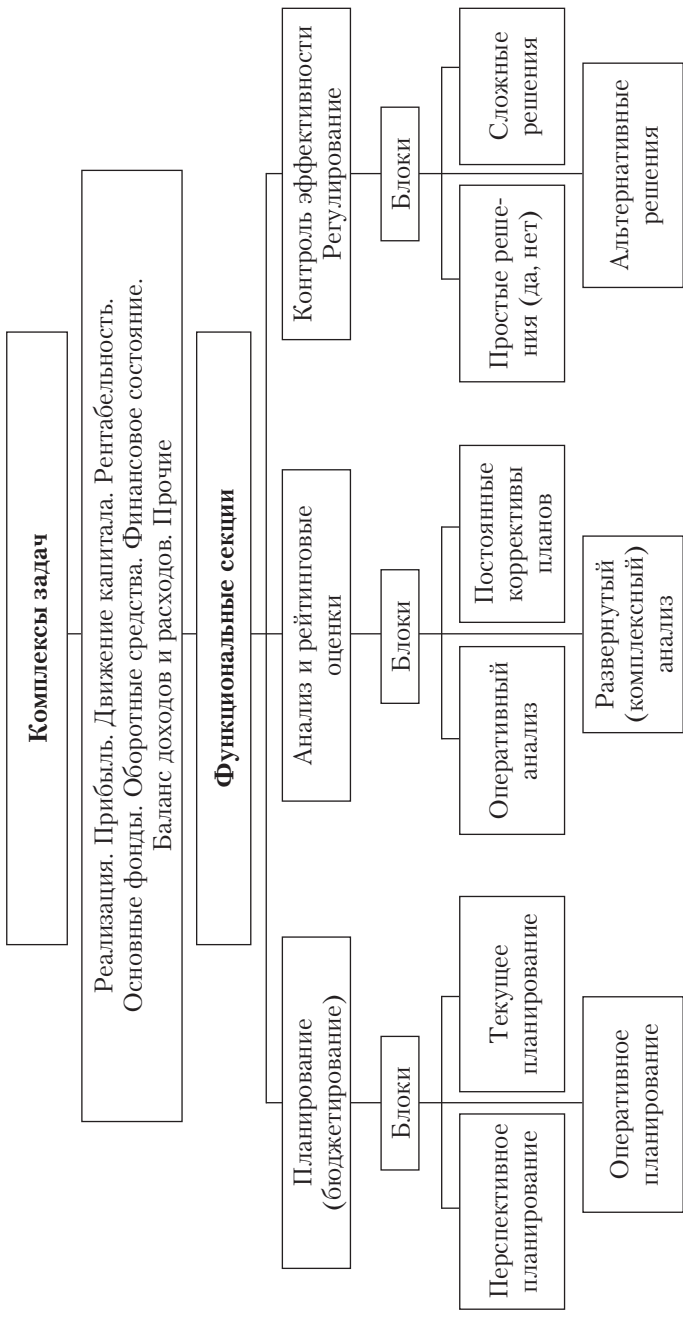 Комплексы задач
Реализация. Прибыль. Движение капитала. Рентабельность.
Основные фонды. Оборотные средства. Финансовое состояние.
Баланс доходов и расходов. Прочие
Функциональные секции
Планирование
(бюджетирование)
Блоки
Перспективное
планирование
Текущее
планирование
Оперативное
планирование
Анализ и рейтинговые
оценки
Блоки
Оперативный
анализ
Постоянные
коррективы
планов
Развернутый
(комплексный)
анализ
Контроль эффективности
Регулирование
Блоки
Простые реше-
ния (да, нет)
Сложные
решения
Альтернативные
решения